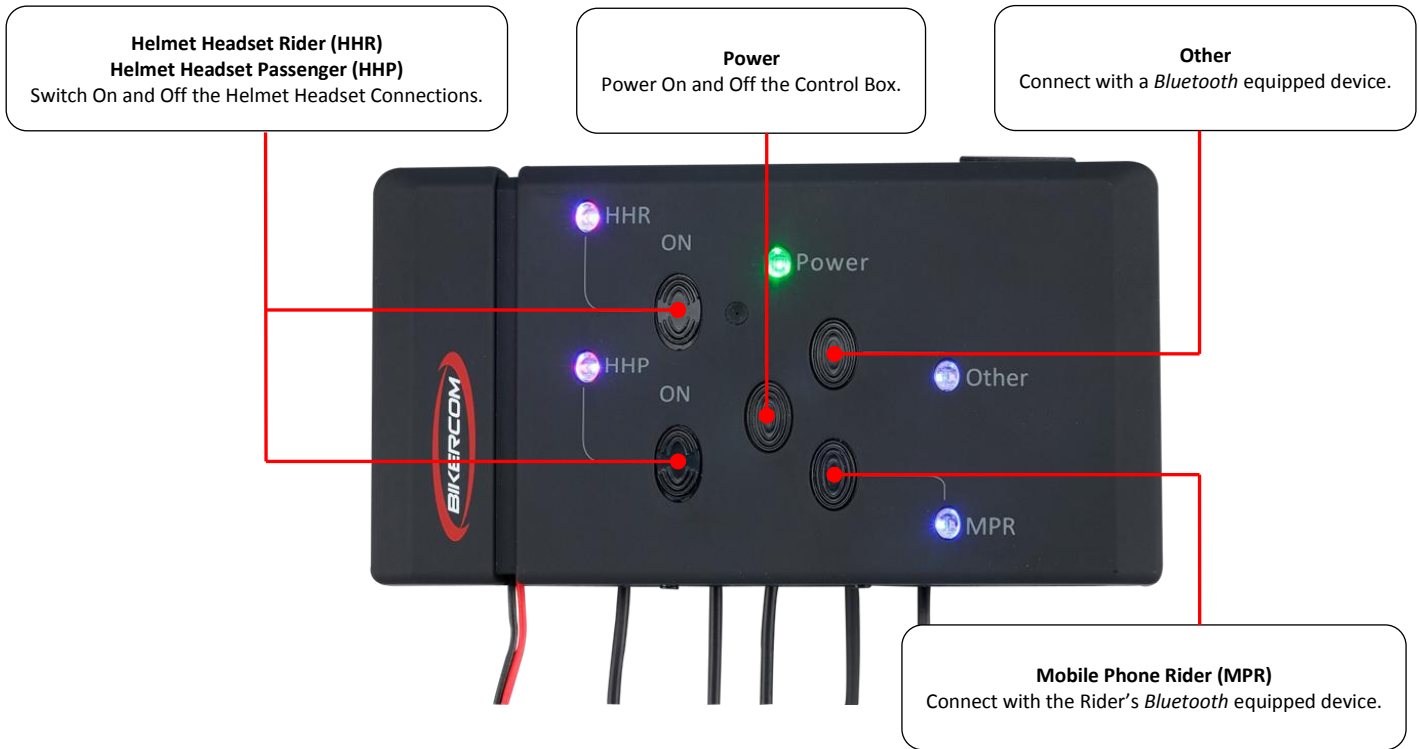 Helmet Headset Rider (HHR)
Helmet Headset Passenger (HHP)
Switch On and Off the Helmet Headset Connections.
Power
Power On and Off the Control Box.
Other
Connect with a Bluetooth equipped device.
HHR
ON
Power
HHP
ON
Other
BIKERCOM
MPR
Mobile Phone Rider (MPR)
Connect with the Rider’s Bluetooth equipped device.